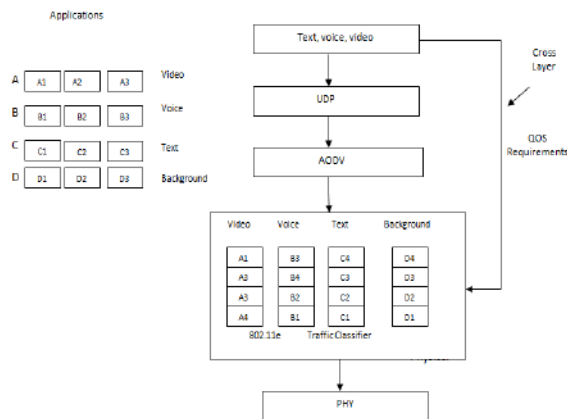 Applications
A A1 A2 A3 Video
B B1 B2 B3 Voice
C C1 C2 C3 Text
D D1 D2 D3 Background
Text, voice, video
UDP
AODV
Cross
Layer
QOS
Requirements
Video Voice Text Background
A1 B3 C4 D4
A3 B4 C3 D3
A3 B2 C2 D2
A4 B1 C1 D1
802.11e Traffic Classifier
PHY